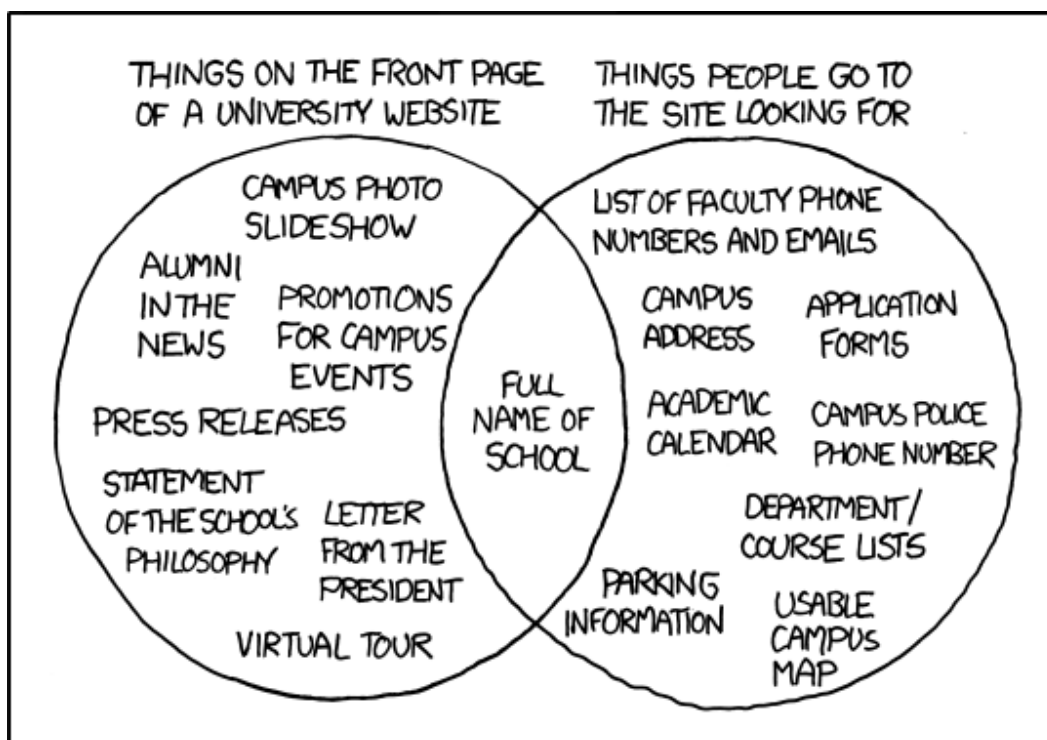 THINGS ON THE FRONT PAGE
OF A UNIVERSITY WEBSITE
THINGS PEOPLE GO TO
THE SITE LOOKING FOR
CAMPUS PHOTO
SLIDESHOW
ALUMNI
IN THE
NEWS
PROMOTIONS
FOR CAMPUS
EVENTS
PRESS RELEASES
STATEMENT
OF THE SCHOOL'S
PHILOSOPHY
LETTER
FROM THE
PRESIDENT
VIRTUAL TOUR
FULL
NAME OF
SCHOOL
LIST OF FACULTY PHONE
NUMBERS AND EMAILS
CAMPUS
ADDRESS
APPLICATION
FORMS
ACADEMIC
CALENDAR
CAMPUS POLICE
PHONE NUMBER
DEPARTMENT/
COURSE LISTS
PARKING
INFORMATION
USABLE
CAMPUS
MAP